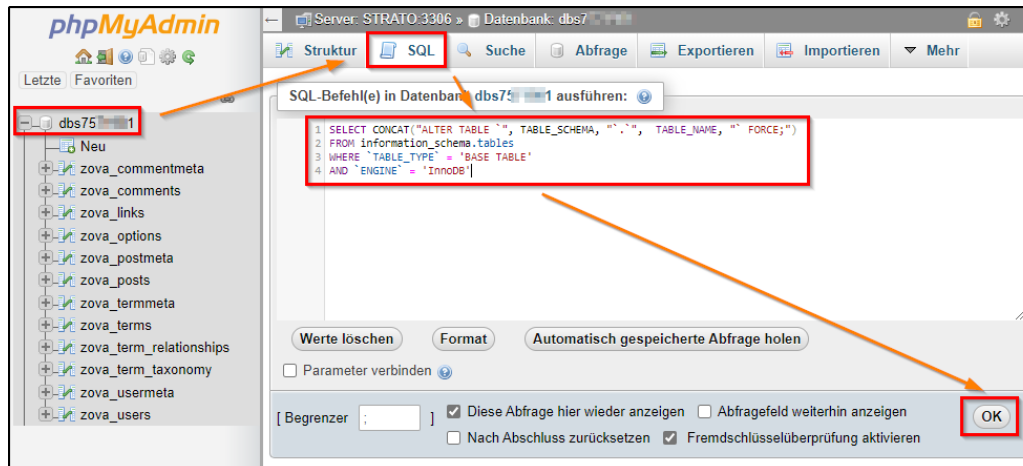 phpMyAdmin
Letzte Favoriten
dbs75 1
Neu
zova_commentmeta
zova_comments
zova_links
zova_options
zova_postmeta
zova_posts
zova_termmeta
zova_terms
zova_term_relationships
zova_term_taxonomy
zova_usermeta
zova_users
Server: STRATO:3306 » Datenbank: dbs7
Struktur SQL Suche Abfrage Exportieren Importieren Mehr
SQL-Befehl(e) in Datenbank dbs75 1 ausführen:
1 SELECT CONCAT("ALTER TABLE `", TABLE_SCHEMA, "`.`", TABLE_NAME, "` FORCE;")
2 FROM information_schema.tables
3 WHERE `TABLE_TYPE` = 'BASE TABLE'
4 AND `ENGINE` = 'InnoDB'
Werte löschen Format Automatisch gespeicherte Abfrage holen
Parameter verbinden
[ Begrenzer ; ] Diese Abfrage hier wieder anzeigen Abfragefeld weiterhin anzeigen
Nach Abschluss zurücksetzen Fremdschlüsselüberprüfung aktivieren
OK